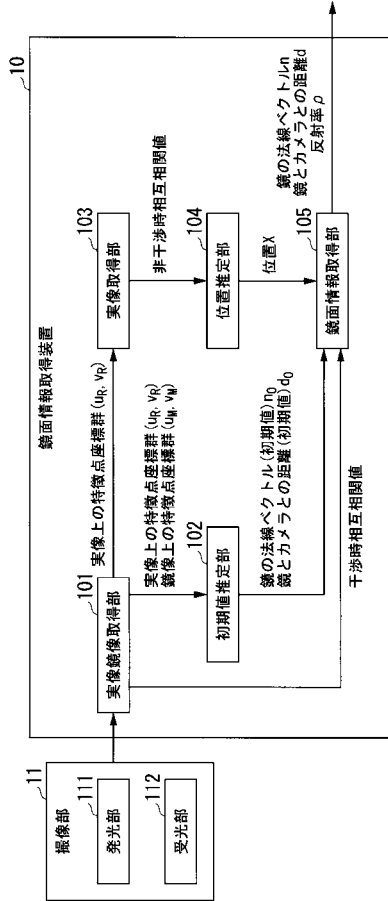 10
鏡面情報取得装置
11
撮像部
111
発光部
112
受光部
101
実像鏡像取得部
実像上の特徴点座標群(uR, vR)
103
実像取得部
実像上の特徴点座標群(uR, vR)
鏡像上の特徴点座標群(uM, vM)
非干渉時相互相関値
102
初期値推定部
104
位置推定部
鏡の法線ベクトル(初期値)n0
鏡とカメラとの距離(初期値)d0
位置X
105
鏡面情報取得部
干渉時相互相関値
鏡の法線ベクトルn
鏡とカメラとの距離d
反射率ρ